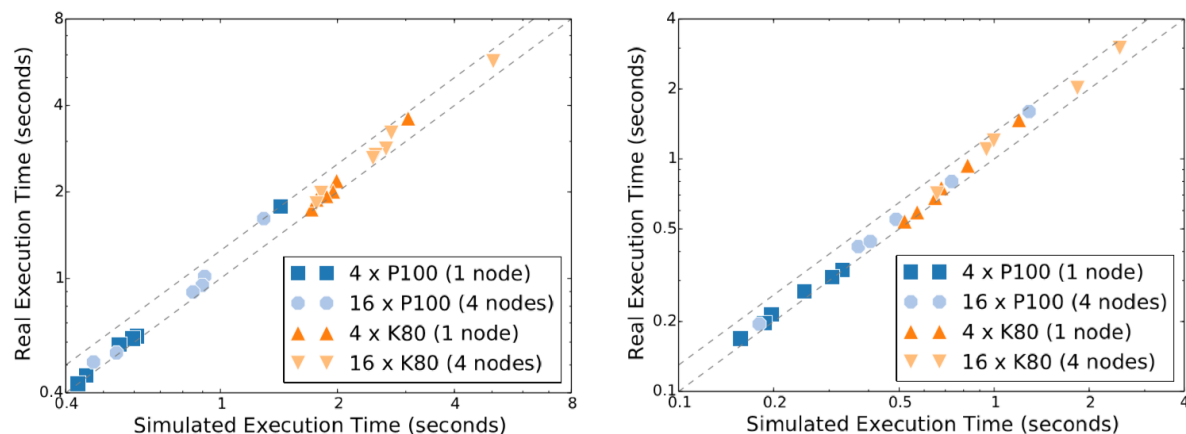 8
4
2
1
0.4
Real Execution Time (seconds)
4 x P100 (1 node)
16 x P100 (4 nodes)
4 x K80 (1 node)
16 x K80 (4 nodes)
0.4 1 2 4 8
Simulated Execution Time (seconds)
4
2
1
0.5
0.2
0.1
Real Execution Time (seconds)
4 x P100 (1 node)
16 x P100 (4 nodes)
4 x K80 (1 node)
16 x K80 (4 nodes)
0.1 0.2 0.5 1 2 4
Simulated Execution Time (seconds)